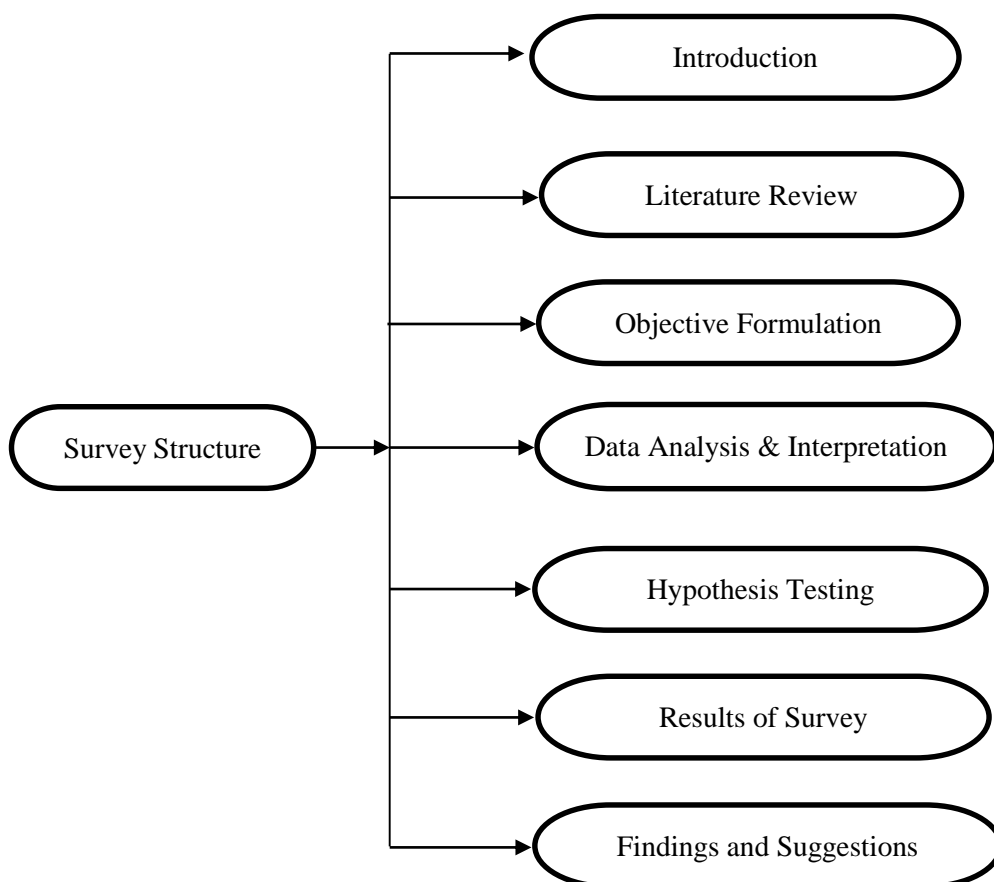 Introduction
Literature Review
Objective Formulation
Survey Structure
Data Analysis & Interpretation
Hypothesis Testing
Results of Survey
Findings and Suggestions